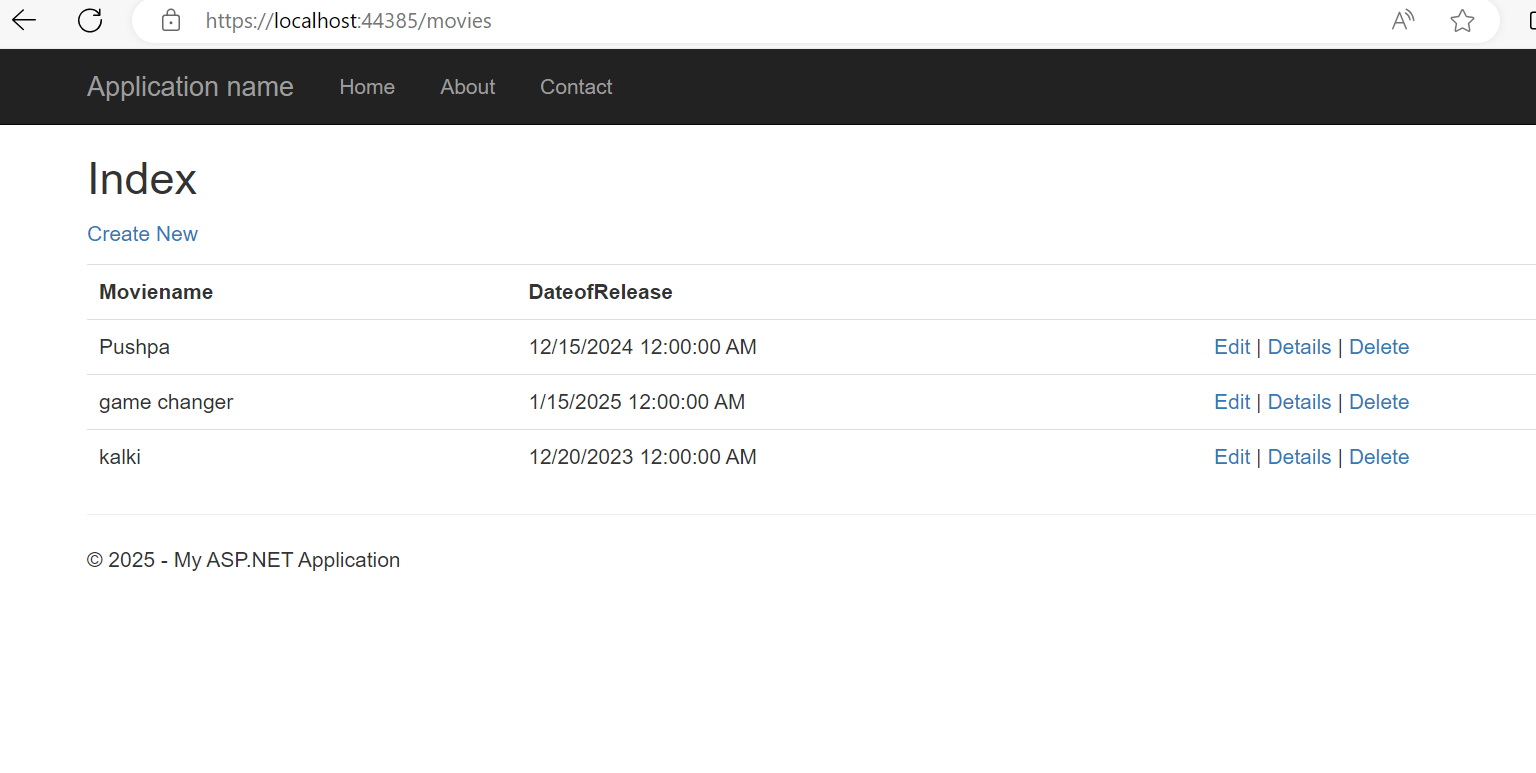 https://localhost:44385/movies
Application name Home About Contact
Index
Create New
Moviename DateofRelease
Pushpa 12/15/2024 12:00:00 AM Edit | Details | Delete
game changer 1/15/2025 12:00:00 AM Edit | Details | Delete
kalki 12/20/2023 12:00:00 AM Edit | Details | Delete
© 2025 - My ASP.NET Application